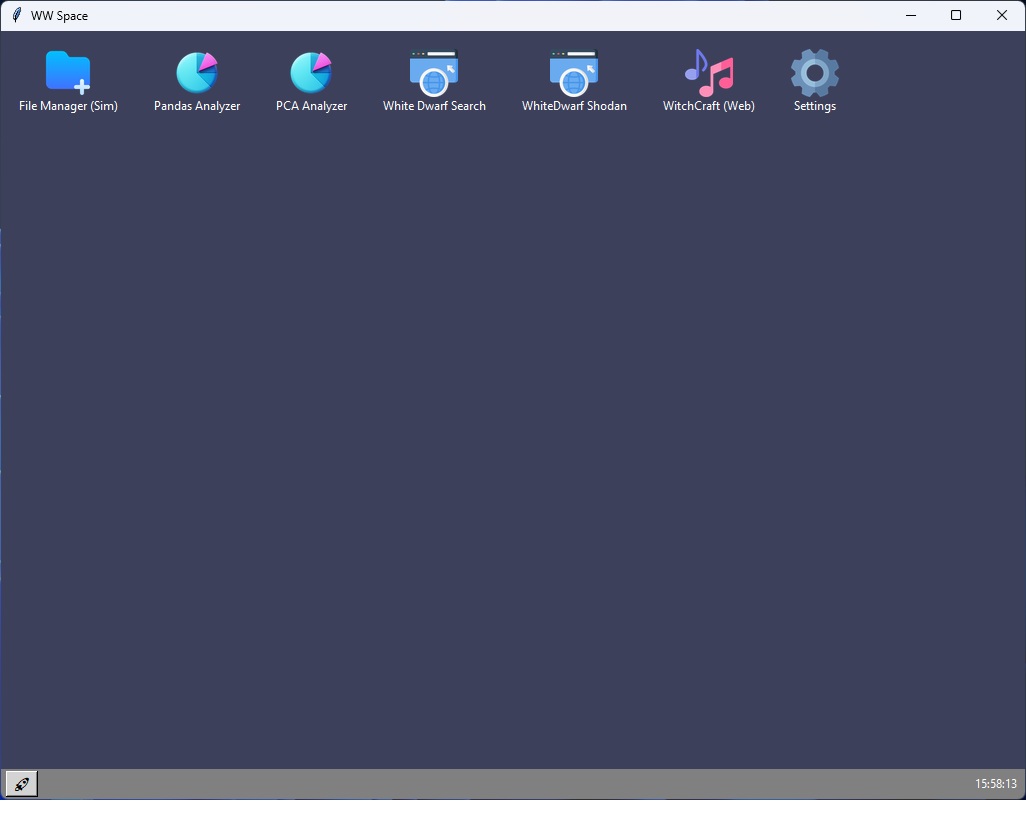 WW Space
File Manager (Sim)
Pandas Analyzer
PCA Analyzer
White Dwarf Search
WhiteDwarf Shodan
WitchCraft (Web)
Settings
15:58:13